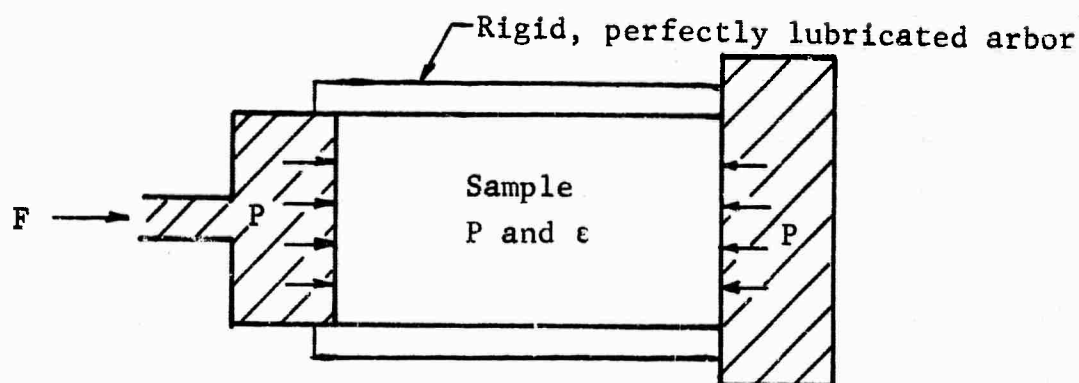 Rigid, perfectly lubricated arbor
Sample
P and ε
F
P
P